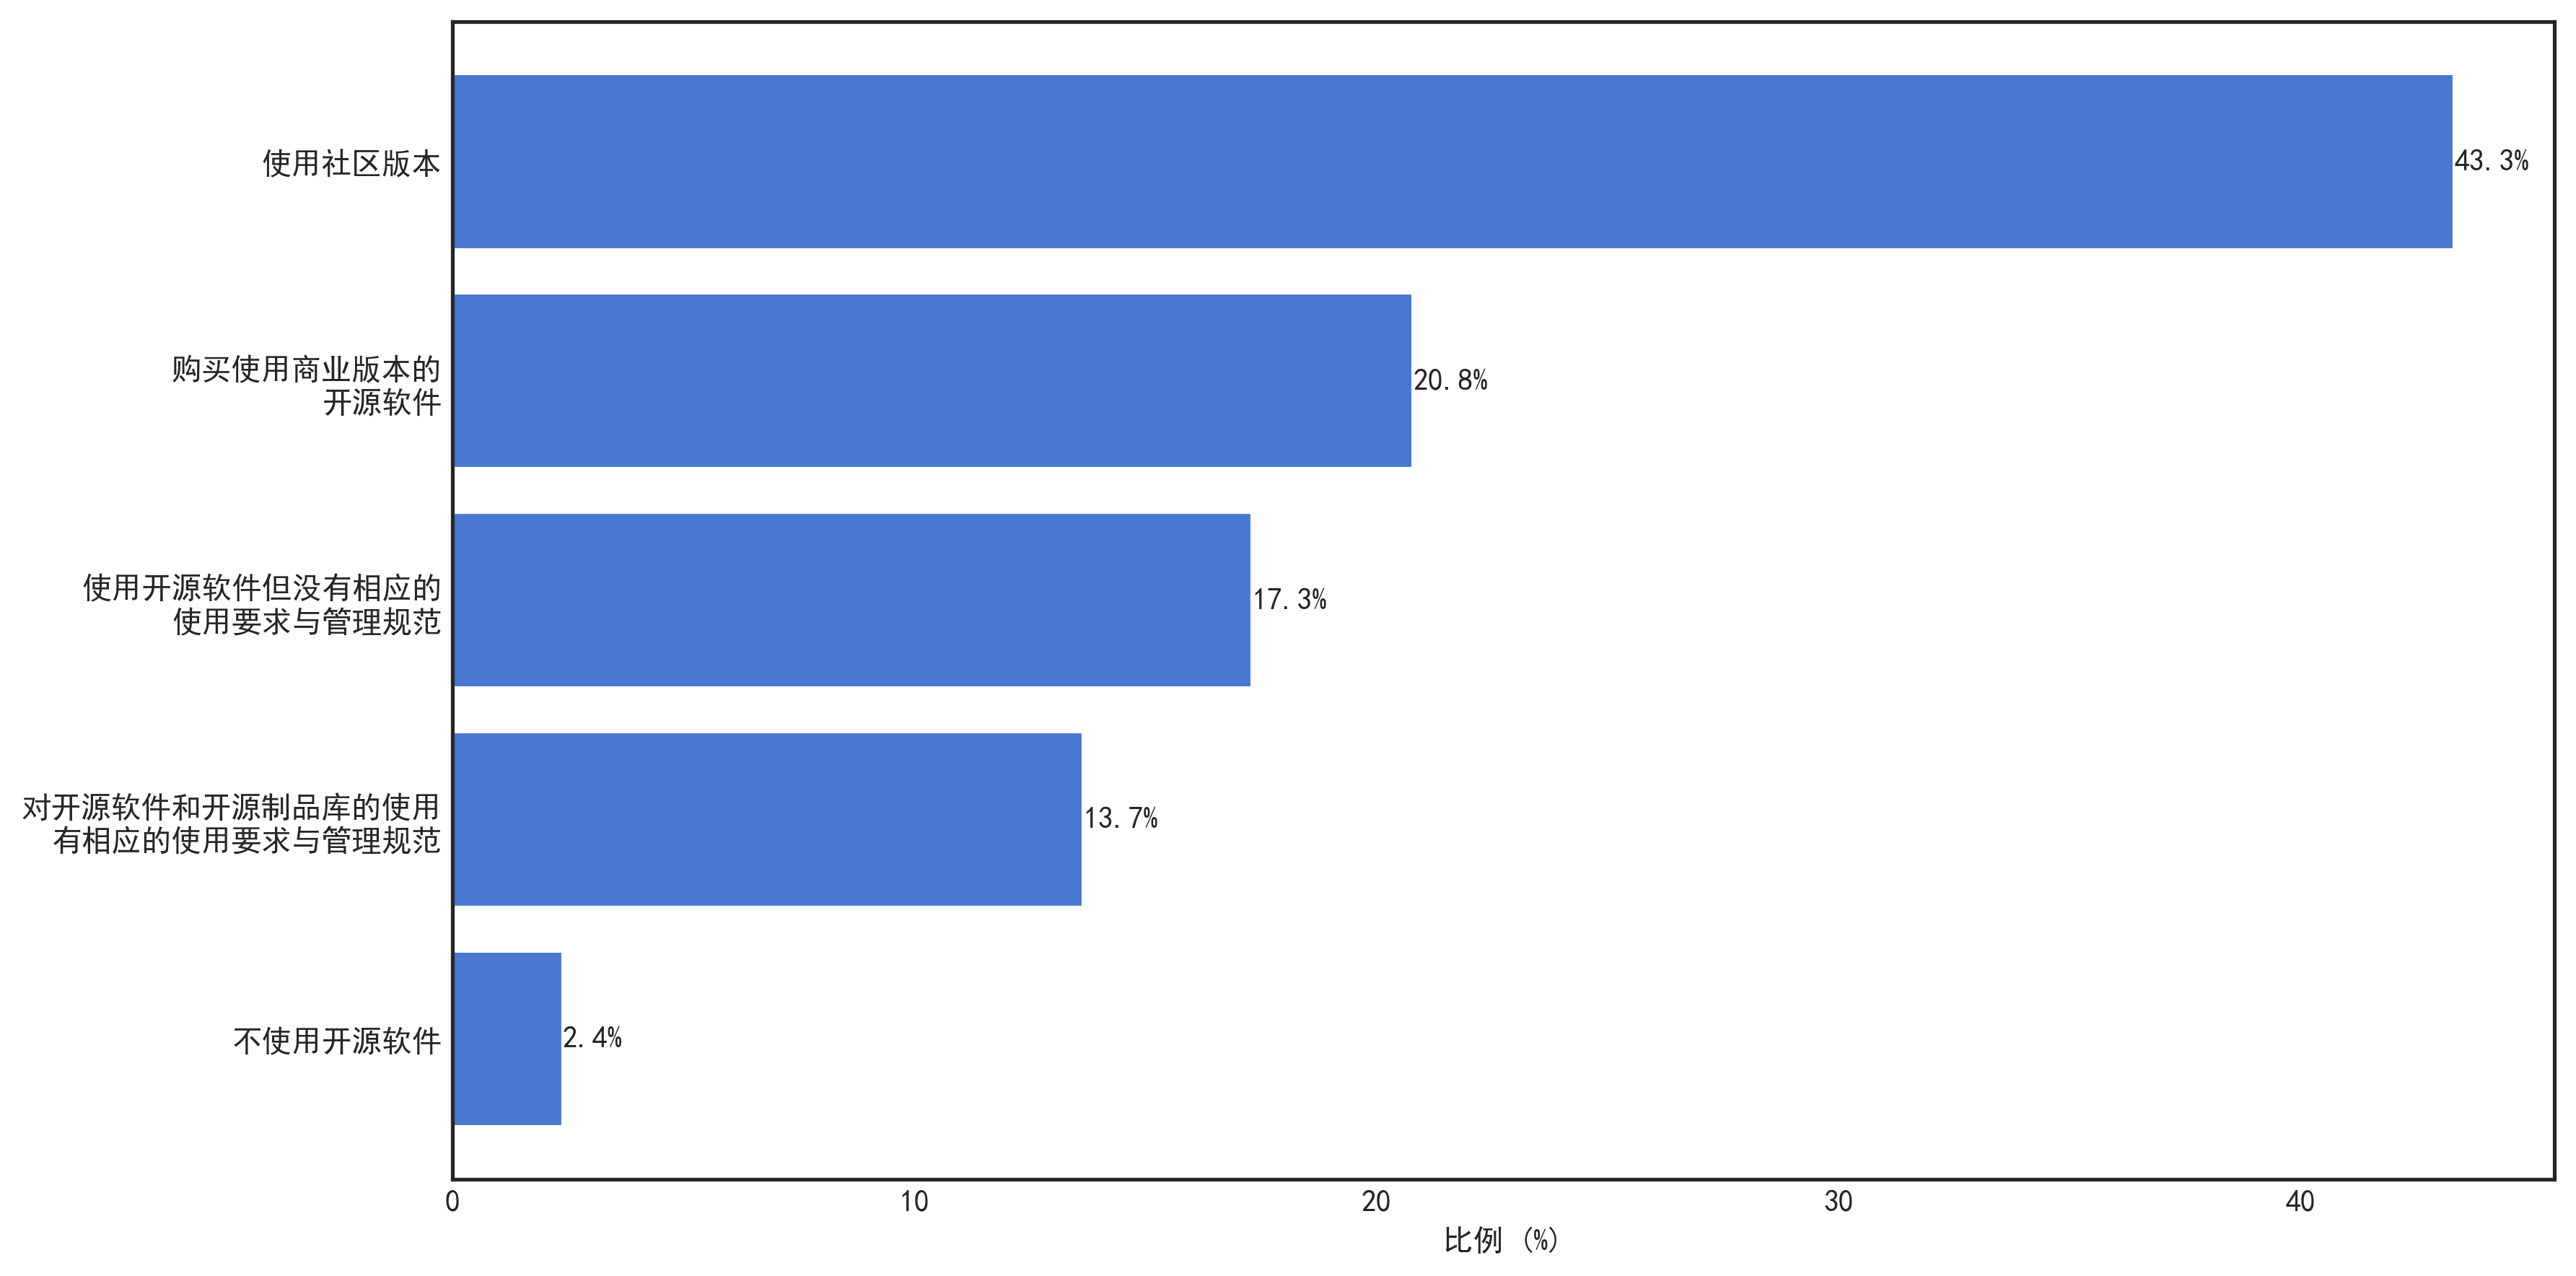 使用社区版本
43.3%
购买使用商业版本的
开源软件
20.8%
使用开源软件但没有相应的
使用要求与管理规范
17.3%
对开源软件和开源制品库的使用
有相应的使用要求与管理规范
13.7%
不使用开源软件
2.4%
0 10 20 30 40
比例 (%)